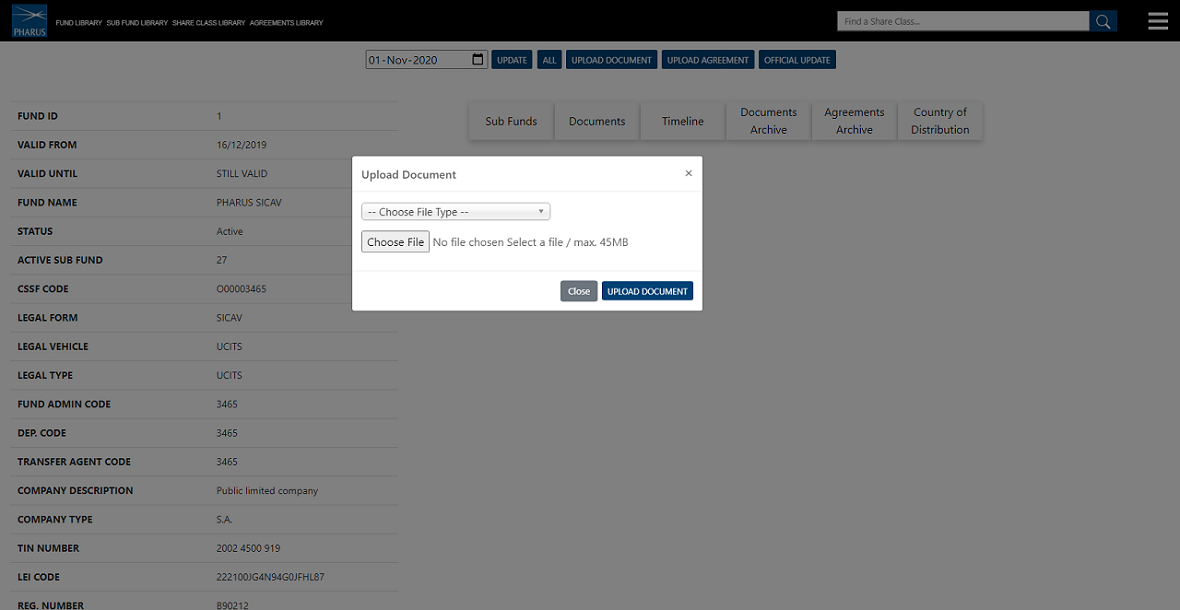 PHARUS
FUND LIBRARY SUB FUND LIBRARY SHARE CLASS LIBRARY AGREEMENTS LIBRARY
Find a Share Class...
01-Nov-2020 UPDATE ALL UPLOAD DOCUMENT UPLOAD AGREEMENT OFFICIAL UPDATE
Sub Funds
Documents
Timeline
Documents Archive
Agreements Archive
Country of Distribution
FUND ID 1
VALID FROM 16/12/2019
VALID UNTIL STILL VALID
FUND NAME PHARUS SICAV
STATUS Active
ACTIVE SUB FUND 27
CSSF CODE O00003465
LEGAL FORM SICAV
LEGAL VEHICLE UCITS
LEGAL TYPE UCITS
FUND ADMIN CODE 3465
DEP. CODE 3465
TRANSFER AGENT CODE 3465
COMPANY DESCRIPTION Public limited company
COMPANY TYPE S.A.
TIN NUMBER 2002 4500 919
LEI CODE 222100JG4N94G0JFHL87
REG. NUMBER B90212
Upload Document ×
-- Choose File Type --
Choose File No file chosen Select a file / max. 45MB
Close UPLOAD DOCUMENT